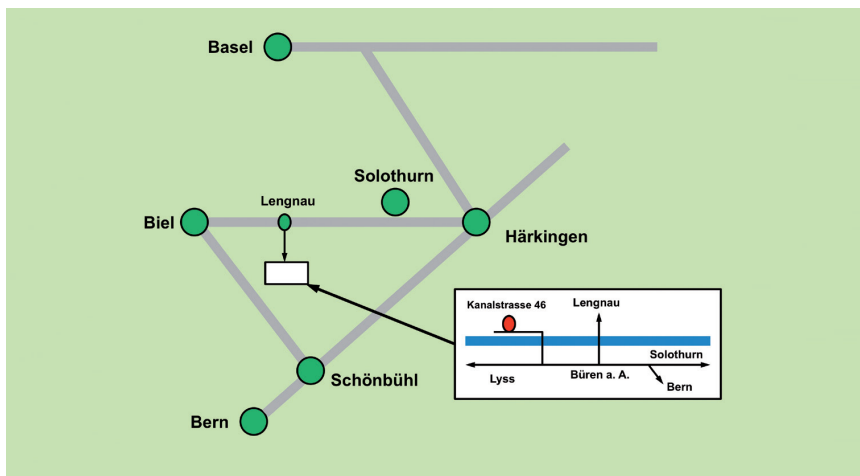 Basel
Solothurn
Lengnau
Biel
Härkingen
Kanalstrasse 46
Lengnau
Solothurn
Lyss
Büren a. A.
Bern
Schönbühl
Bern